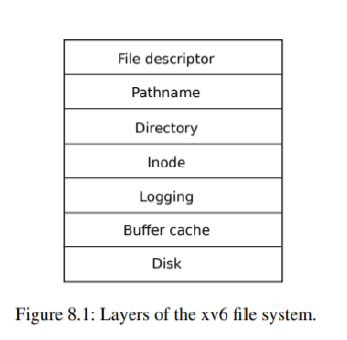 File descriptor
Pathname
Directory
Inode
Logging
Buffer cache
Disk
Figure 8.1: Layers of the xv6 file system.